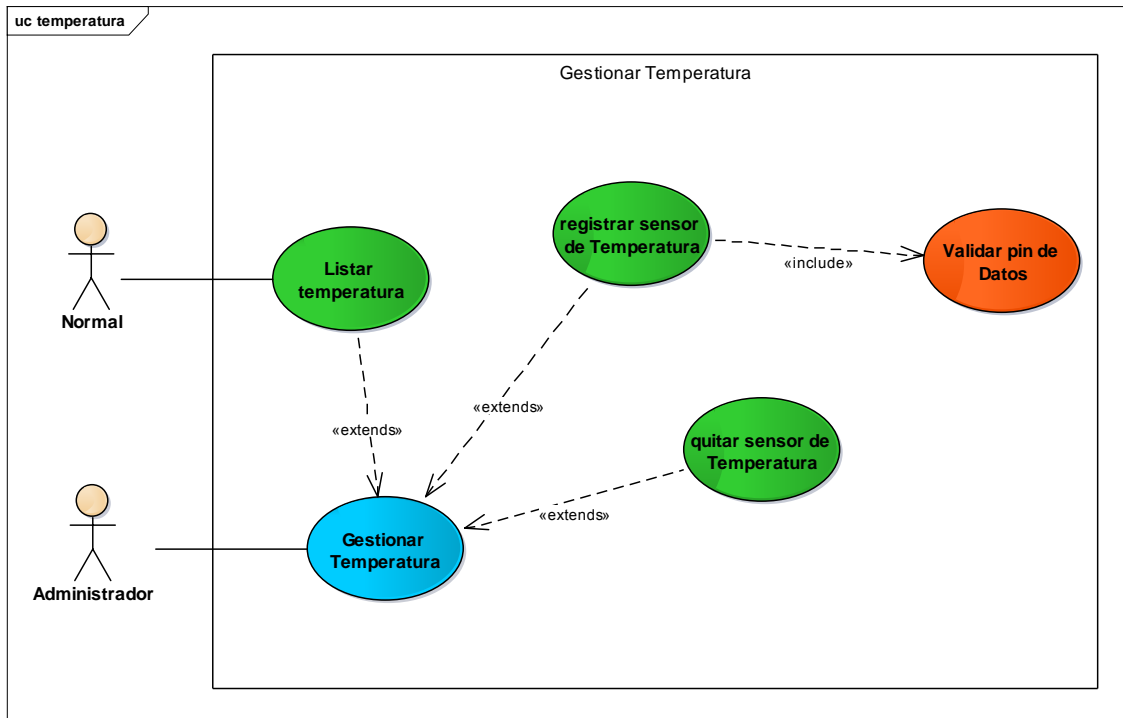 uc temperatura
Gestionar Temperatura
registrar sensor
de Temperatura
Validar pin de
Datos
«include»
Listar
temperatura
Normal
«extends»
«extends»
quitar sensor de
Temperatura
«extends»
Gestionar
Temperatura
Administrador